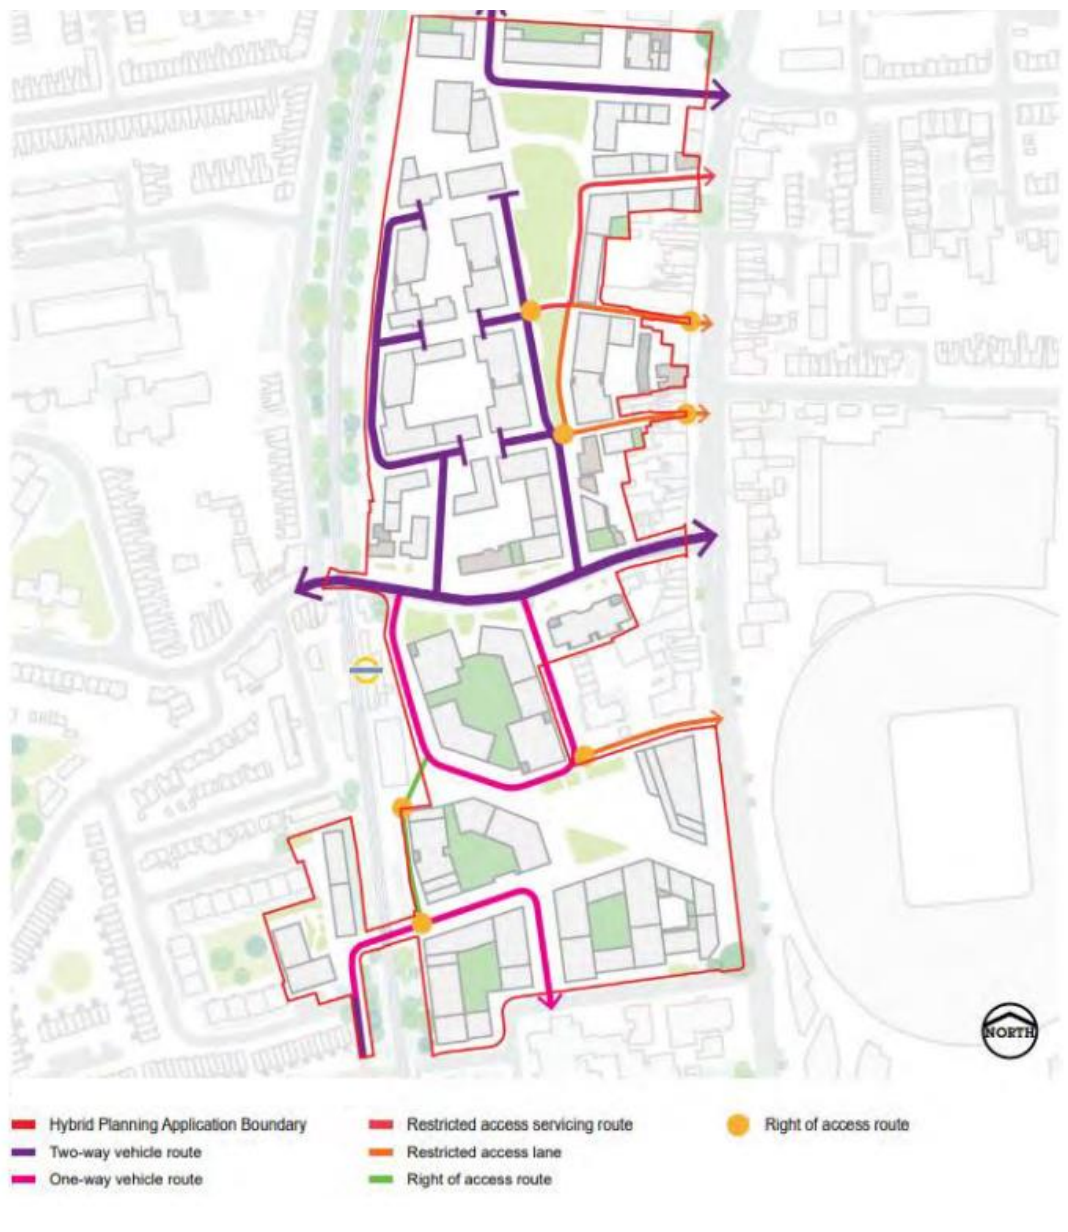 NORTH
Hybrid Planning Application Boundary
Two-way vehicle route
One-way vehicle route
Restricted access servicing route
Restricted access lane
Right of access route
Right of access route